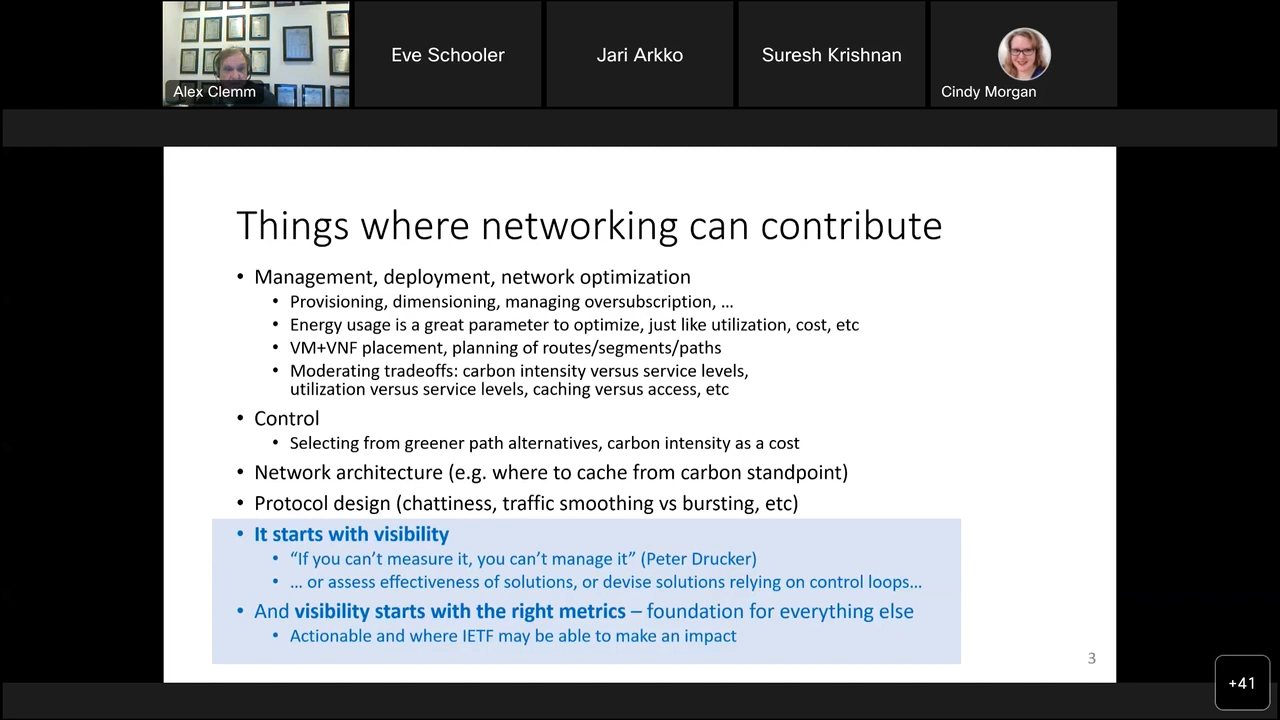 Alex Clemm
Eve Schooler
Jari Arkko
Suresh Krishnan
Cindy Morgan
Things where networking can contribute
• Management, deployment, network optimization
• Provisioning, dimensioning, managing oversubscription, …
• Energy usage is a great parameter to optimize, just like utilization, cost, etc
• VM+VNF placement, planning of routes/segments/paths
• Moderating tradeoffs: carbon intensity versus service levels,
utilization versus service levels, caching versus access, etc
• Control
• Selecting from greener path alternatives, carbon intensity as a cost
• Network architecture (e.g. where to cache from carbon standpoint)
• Protocol design (chattiness, traffic smoothing vs bursting, etc)
• It starts with visibility
• “If you can’t measure it, you can’t manage it” (Peter Drucker)
• … or assess effectiveness of solutions, or devise solutions relying on control loops…
• And visibility starts with the right metrics – foundation for everything else
• Actionable and where IETF may be able to make an impact
3
+41